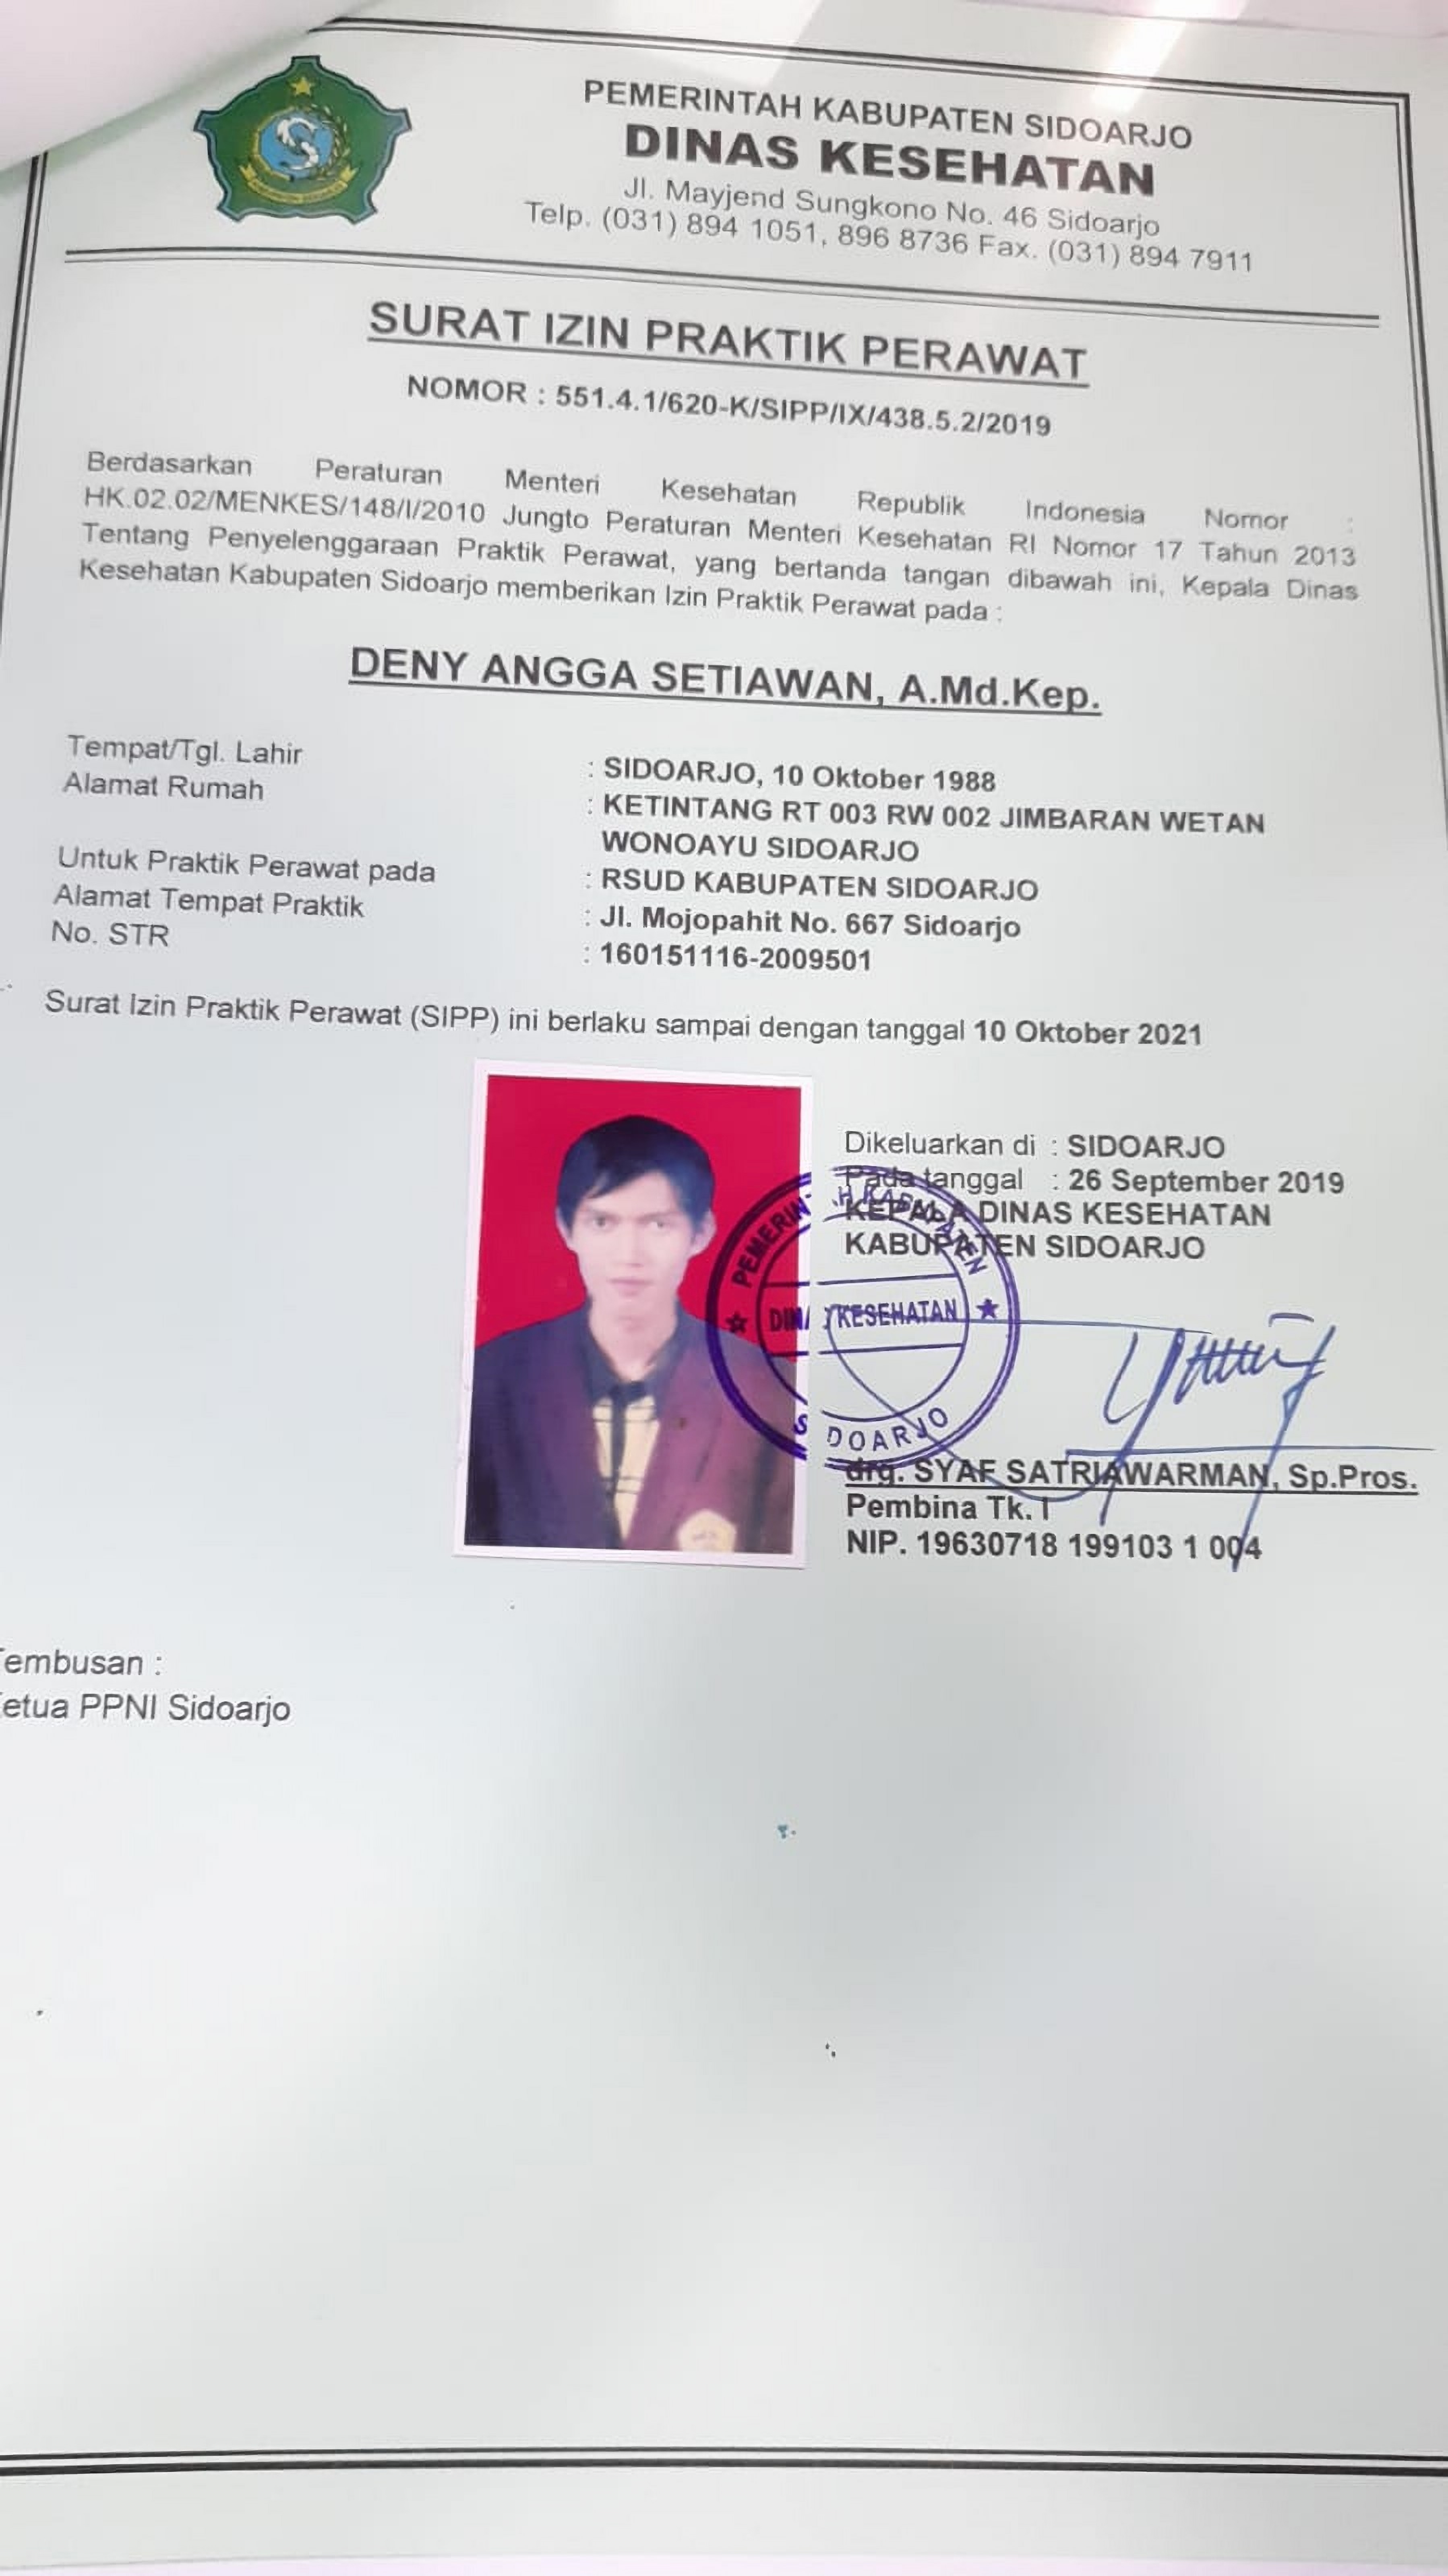 PEMERINTAH KABUPATEN SIDOARJO
DINAS KESEHATAN
Jl. Mayjend Sungkono No. 46 Sidoarjo
Telp. (031) 894 1051, 896 8736 Fax. (031) 894 7911
SURAT IZIN PRAKTIK PERAWAT
NOMOR : 551.4.1/620-K/SIPP/IX/438.5.2/2019
Berdasarkan Peraturan Menteri Kesehatan Republik Indonesia Nomor :
HK.02.02/MENKES/148/I/2010 Jungto Peraturan Menteri Kesehatan RI Nomor 17 Tahun 2013
Tentang Penyelenggaraan Praktik Perawat, yang bertanda tangan dibawah ini, Kepala Dinas
Kesehatan Kabupaten Sidoarjo memberikan Izin Praktik Perawat pada :
DENY ANGGA SETIAWAN, A.Md.Kep.
Tempat/Tgl. Lahir : SIDOARJO, 10 Oktober 1988
Alamat Rumah : KETINTANG RT 003 RW 002 JIMBARAN WETAN
WONOAYU SIDOARJO
Untuk Praktik Perawat pada : RSUD KABUPATEN SIDOARJO
Alamat Tempat Praktik : Jl. Mojopahit No. 667 Sidoarjo
No. STR : 160151116-2009501
Surat Izin Praktik Perawat (SIPP) ini berlaku sampai dengan tanggal 10 Oktober 2021
Dikeluarkan di : SIDOARJO
Pada tanggal : 26 September 2019
KEPALA DINAS KESEHATAN
KABUPATEN SIDOARJO
PEMERIN H KABUPATEN
DINA KESEHATAN
S DOARJO
drg. SYAF SATRIAWARMAN, Sp.Pros.
Pembina Tk. I
NIP. 19630718 199103 1 004
embusan :
etua PPNI Sidoarjo